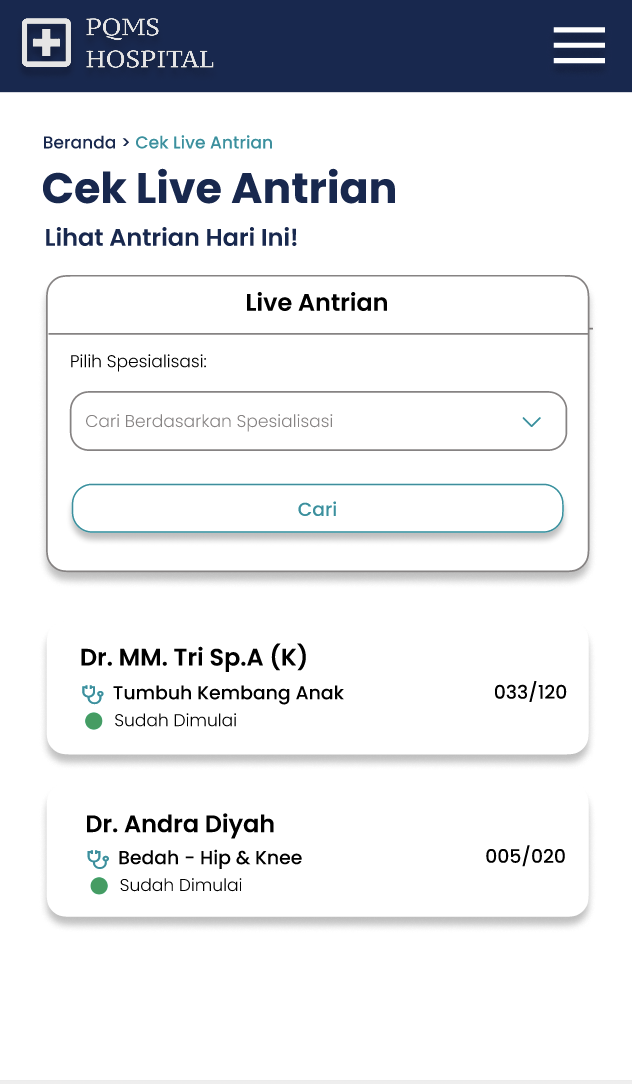 PQMS
HOSPITAL
Beranda > Cek Live Antrian
Cek Live Antrian
Lihat Antrian Hari Ini!
Live Antrian
Pilih Spesialisasi:
Cari Berdasarkan Spesialisasi
Cari
Dr. MM. Tri Sp.A (K)
Tumbuh Kembang Anak
033/120
Sudah Dimulai
Dr. Andra Diyah
Bedah - Hip & Knee
005/020
Sudah Dimulai